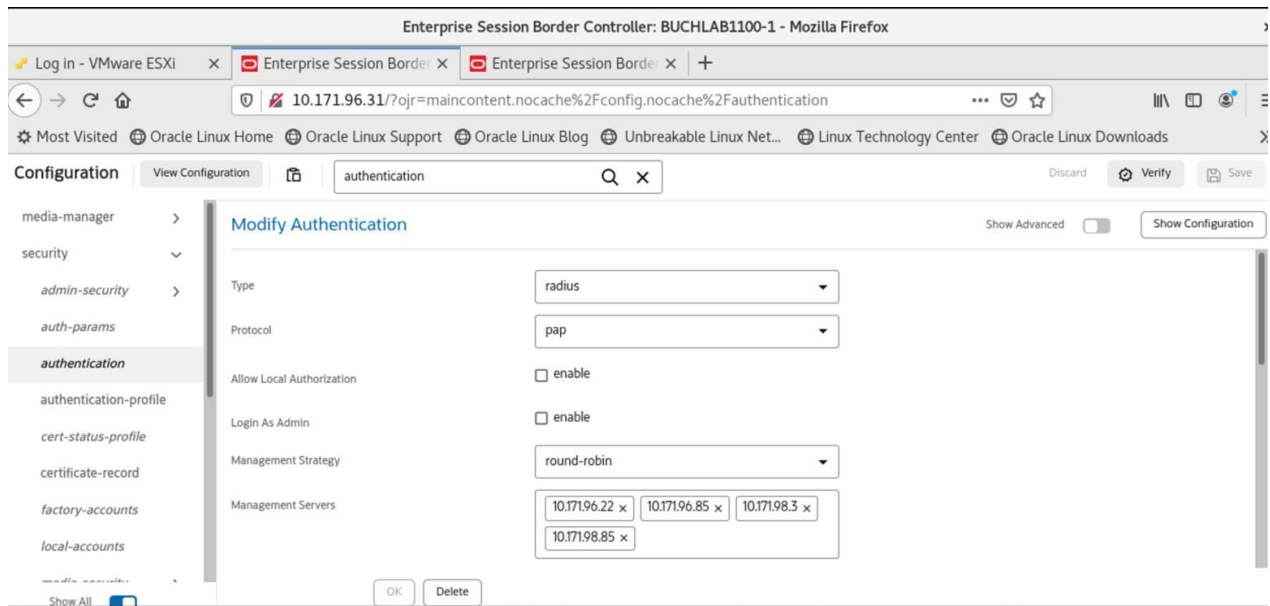 Enterprise Session Border Controller: BUCHLAB1100-1 - Mozilla Firefox
Log in - VMware ESXi
Enterprise Session Border
Enterprise Session Border
10.171.96.31/?ojr=maincontent.nocache%2Fconfig.nocache%2Fauthentication
Most Visited Oracle Linux Home Oracle Linux Support Oracle Linux Blog Unbreakable Linux Net... Linux Technology Center Oracle Linux Downloads
Configuration View Configuration authentication Discard Verify Save
media-manager
security
admin-security
auth-params
authentication
authentication-profile
cert-status-profile
certificate-record
factory-accounts
local-accounts
media-security
Show All
Modify Authentication Show Advanced Show Configuration
Type radius
Protocol pap
Allow Local Authorization enable
Login As Admin enable
Management Strategy round-robin
Management Servers 10.171.96.22 × 10.171.96.85 × 10.171.98.3 ×
10.171.98.85 ×
OK Delete